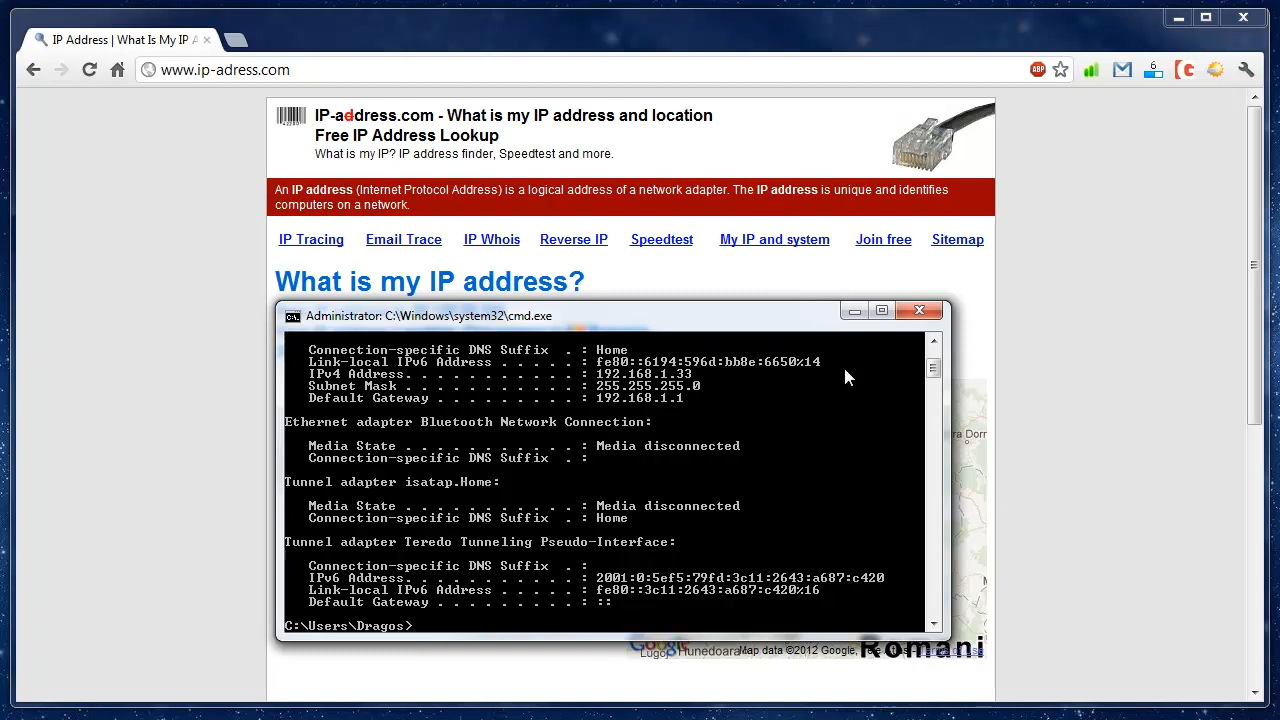 IP Address | What Is My IP A
www.ip-adress.com
ABP
6
IP-address.com - What is my IP address and location
Free IP Address Lookup
What is my IP? IP address finder, Speedtest and more.
An IP address (Internet Protocol Address) is a logical address of a network adapter. The IP address is unique and identifies
computers on a network.
IP Tracing Email Trace IP Whois Reverse IP Speedtest My IP and system Join free Sitemap
What is my IP address?
Administrator: C:\Windows\system32\cmd.exe
Connection-specific DNS Suffix . : Home
Link-local IPv6 Address . . . . . : fe80::6194:596d:bb8e:6650%14
IPv4 Address. . . . . . . . . . . : 192.168.1.33
Subnet Mask . . . . . . . . . . . : 255.255.255.0
Default Gateway . . . . . . . . . : 192.168.1.1
Ethernet adapter Bluetooth Network Connection:
Media State . . . . . . . . . . . : Media disconnected
Connection-specific DNS Suffix . :
Tunnel adapter isatap.Home:
Media State . . . . . . . . . . . : Media disconnected
Connection-specific DNS Suffix . : Home
Tunnel adapter Teredo Tunneling Pseudo-Interface:
Connection-specific DNS Suffix . :
IPv6 Address. . . . . . . . . . . : 2001:0:5ef5:79fd:3c11:2643:a687:c420
Link-local IPv6 Address . . . . . : fe80::3c11:2643:a687:c420%16
Default Gateway . . . . . . . . . : ::
C:\Users\Dragos>
ra Dorn
Google
Lugoj Hunedoara Map data ©2012 Google,
Romani